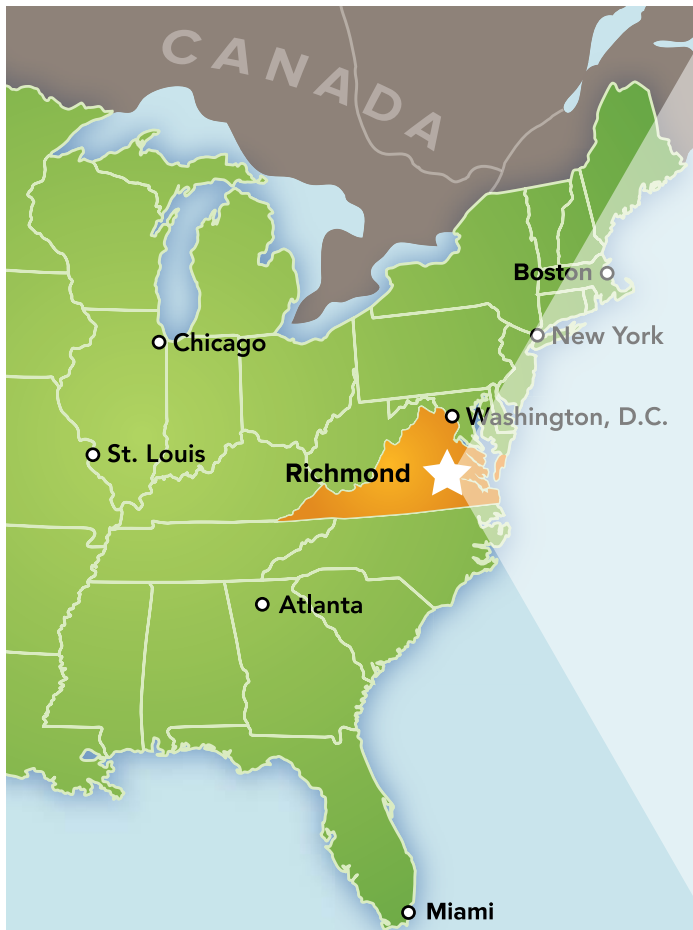 CANADA
Boston
New York
Chicago
Washington, D.C.
St. Louis
Richmond
Atlanta
Miami